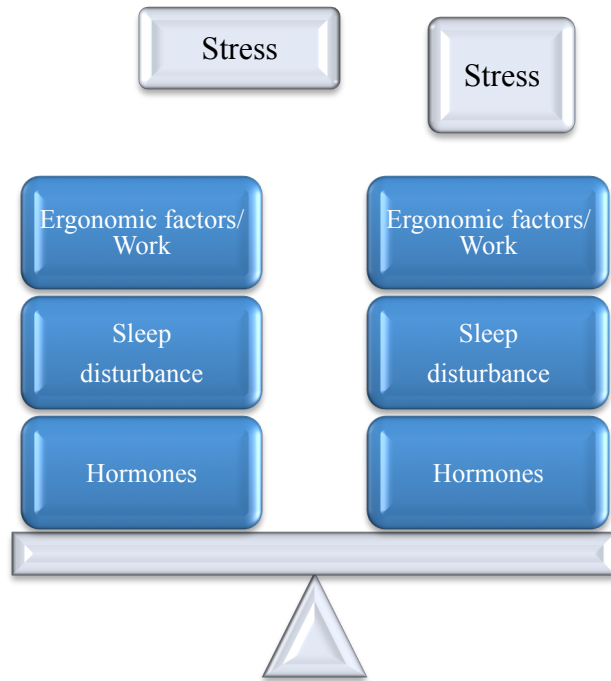 Stress
Stress
Ergonomic factors/
Work
Ergonomic factors/
Work
Sleep
disturbance
Sleep
disturbance
Hormones
Hormones